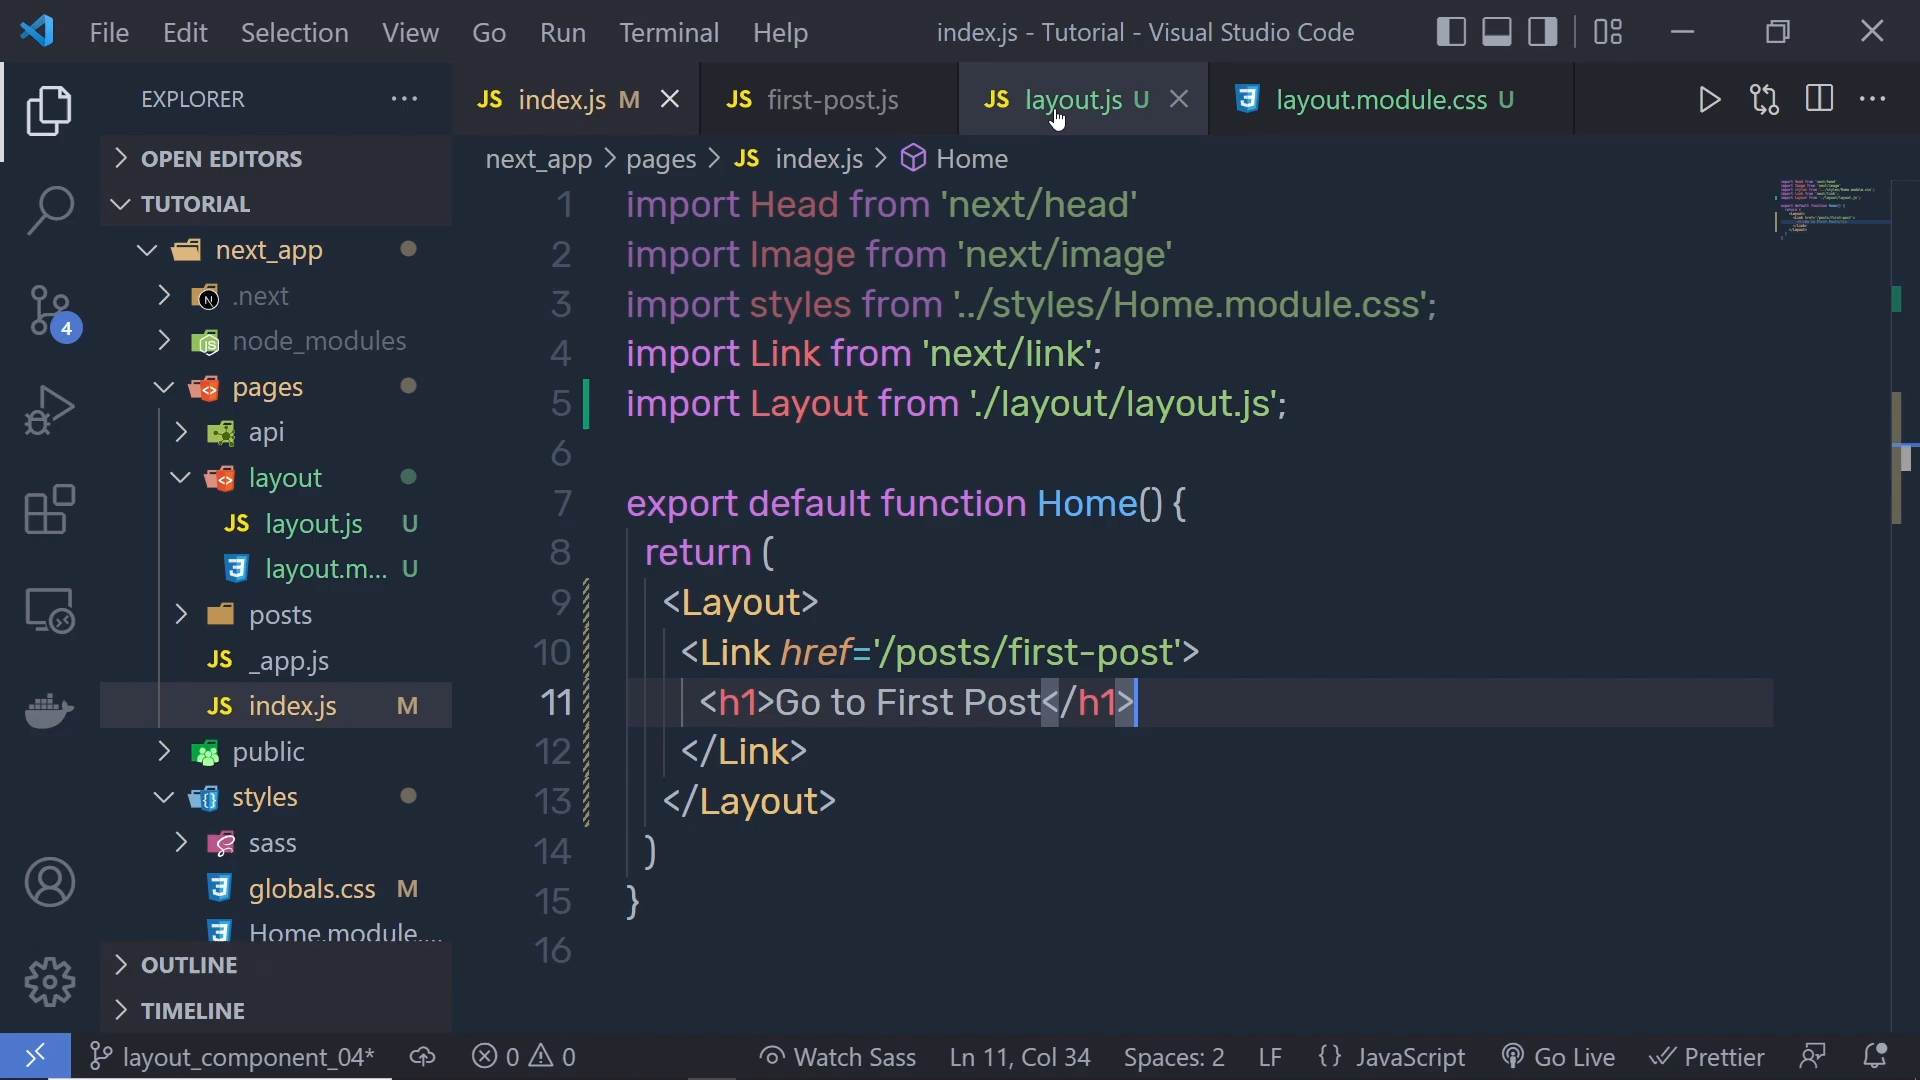 File Edit Selection View Go Run Terminal Help
index.js - Tutorial - Visual Studio Code
EXPLORER
JS index.js M
JS first-post.js
JS layout.js U
layout.module.css U
OPEN EDITORS
TUTORIAL
next_app
.next
node_modules
pages
api
layout
JS layout.js U
layout.m... U
posts
JS _app.js
JS index.js M
public
styles
sass
globals.css M
Home.module....
OUTLINE
TIMELINE
4
next_app > pages > JS index.js > Home
1 import Head from 'next/head'
2 import Image from 'next/image'
3 import styles from '../styles/Home.module.css';
4 import Link from 'next/link';
5 import Layout from './layout/layout.js';
6
7 export default function Home() {
8 return (
9 <Layout>
10 <Link href='/posts/first-post'>
11 <h1>Go to First Post</h1>
12 </Link>
13 </Layout>
14 )
15 }
16
layout_component_04* 0 0 Watch Sass Ln 11, Col 34 Spaces: 2 LF {} JavaScript Go Live Prettier